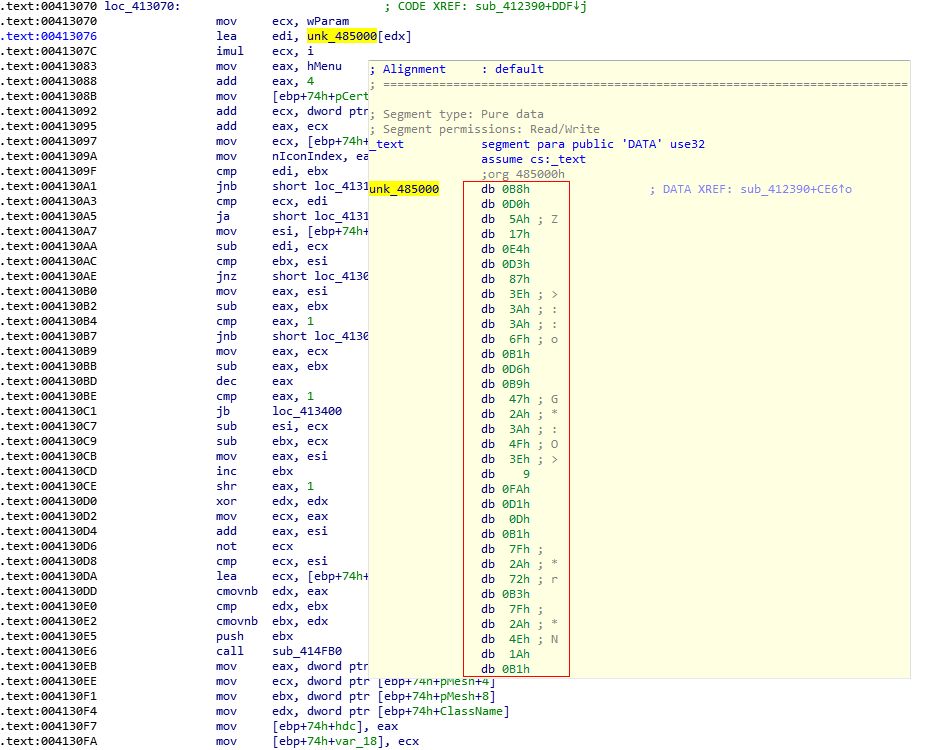 .text:00413070 loc_413070:                             ; CODE XREF: sub_412390+DDF↓j
.text:00413070                 mov     ecx, wParam
.text:00413076                 lea     edi, unk_485000[edx]
.text:0041307C                 imul    ecx, i
.text:00413083                 mov     eax, hMenu
.text:00413088                 add     eax, 4
.text:0041308B                 mov     [ebp+74h+pCert
.text:00413092                 add     ecx, dword ptr
.text:00413095                 add     eax, ecx
.text:00413097                 mov     ecx, [ebp+74h+
.text:0041309A                 mov     nIconIndex, ea
.text:0041309F                 cmp     edi, ebx
.text:004130A1                 jnb     short loc_4131
.text:004130A3                 cmp     ecx, edi
.text:004130A5                 ja      short loc_4131
.text:004130A7                 mov     esi, [ebp+74h+
.text:004130AA                 sub     edi, ecx
.text:004130AC                 cmp     ebx, esi
.text:004130AE                 jnz     short loc_4130
.text:004130B0                 mov     eax, esi
.text:004130B2                 sub     eax, ebx
.text:004130B4                 cmp     eax, 1
.text:004130B7                 jnb     short loc_4130
.text:004130B9                 mov     eax, ecx
.text:004130BB                 sub     eax, ebx
.text:004130BD                 dec     eax
.text:004130BE                 cmp     eax, 1
.text:004130C1                 jb      loc_413400
.text:004130C7                 sub     esi, ecx
.text:004130C9                 sub     ebx, ecx
.text:004130CB                 mov     eax, esi
.text:004130CD                 inc     ebx
.text:004130CE                 shr     eax, 1
.text:004130D0                 xor     edx, edx
.text:004130D2                 mov     ecx, eax
.text:004130D4                 add     eax, esi
.text:004130D6                 not     ecx
.text:004130D8                 cmp     ecx, esi
.text:004130DA                 lea     ecx, [ebp+74h+
.text:004130DD                 cmovnb  edx, eax
.text:004130E0                 cmp     edx, ebx
.text:004130E2                 cmovnb  ebx, edx
.text:004130E5                 push    ebx
.text:004130E6                 call    sub_414FB0
.text:004130EB                 mov     eax, dword ptr
.text:004130EE                 mov     ecx, dword ptr [ebp+74h+pMesh+4]
.text:004130F1                 mov     ebx, dword ptr [ebp+74h+pMesh+8]
.text:004130F4                 mov     edx, dword ptr [ebp+74h+ClassName]
.text:004130F7                 mov     [ebp+74h+hdc], eax
.text:004130FA                 mov     [ebp+74h+var_18], ecx
; Alignment     : default
; ===========================================================================
; Segment type: Pure data
; Segment permissions: Read/Write
_text           segment para public 'DATA' use32
assume cs:_text
;org 485000h
unk_485000      db 0B8h                 ; DATA XREF: sub_412390+CE6↑o
db 0D0h
db  5Ah ; Z
db  17h
db 0E4h
db 0D3h
db  87h
db  3Eh ; >
db  3Ah ; :
db  3Ah ; :
db  6Fh ; o
db 0B1h
db 0D6h
db 0B9h
db  47h ; G
db  2Ah ; *
db  3Ah ; :
db  4Fh ; O
db  3Eh ; >
db    9
db 0FAh
db 0D1h
db  0Dh
db 0B1h
db  7Fh ;
db  2Ah ; *
db  72h ; r
db 0B3h
db  7Fh ;
db  2Ah ; *
db  4Eh ; N
db  1Ah
db 0B1h